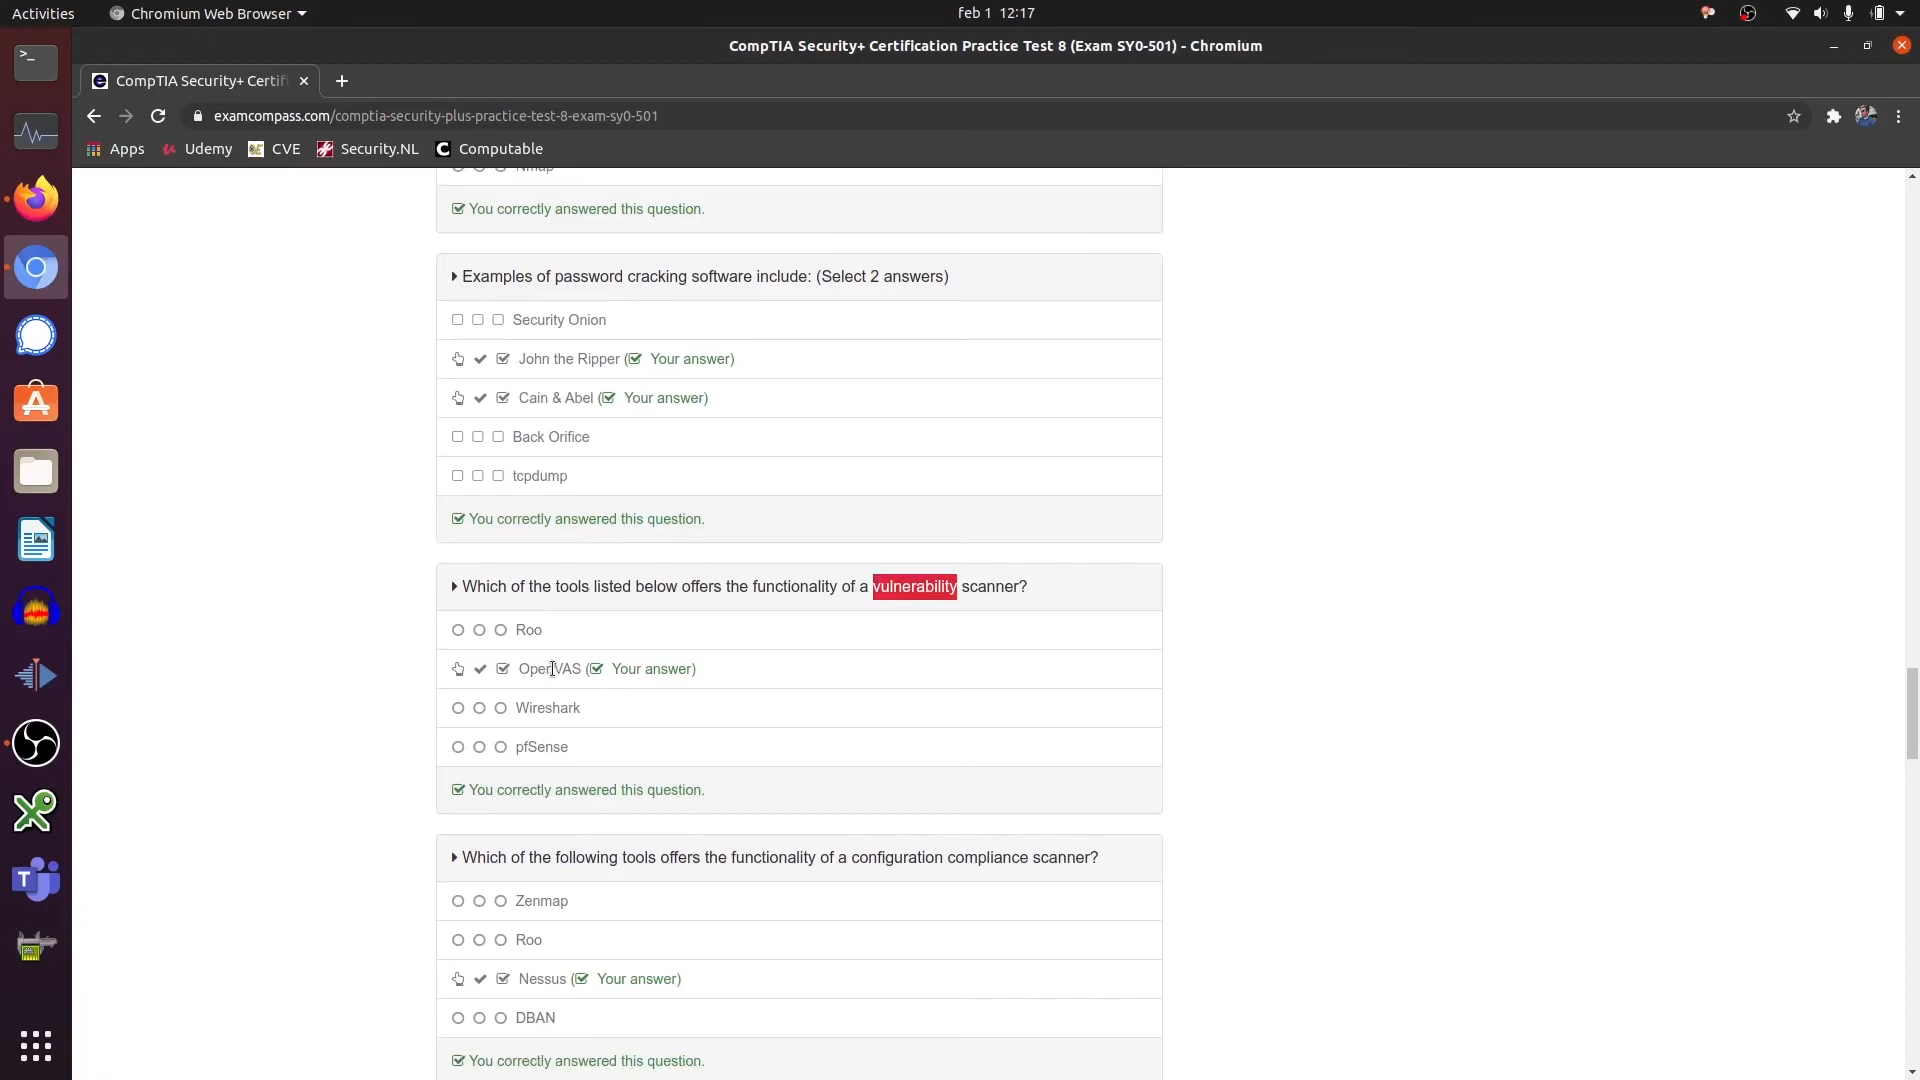 Activities
Chromium Web Browser
feb 1 12:17
CompTIA Security+ Certification Practice Test 8 (Exam SY0-501) - Chromium
CompTIA Security+ Certifi
examcompass.com/comptia-security-plus-practice-test-8-exam-sy0-501
Apps
Udemy
CVE
Security.NL
Computable
Nmap
You correctly answered this question.
Examples of password cracking software include: (Select 2 answers)
Security Onion
John the Ripper ( Your answer)
Cain & Abel ( Your answer)
Back Orifice
tcpdump
You correctly answered this question.
Which of the tools listed below offers the functionality of a vulnerability scanner?
Roo
OpenVAS ( Your answer)
Wireshark
pfSense
You correctly answered this question.
Which of the following tools offers the functionality of a configuration compliance scanner?
Zenmap
Roo
Nessus ( Your answer)
DBAN
You correctly answered this question.